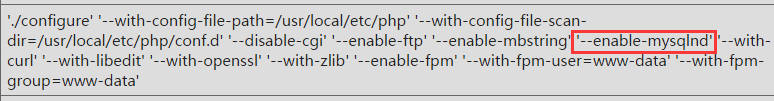 './configure' '--with-config-file-path=/usr/local/etc/php' '--with-config-file-scan-
dir=/usr/local/etc/php/conf.d' '--disable-cgi' '--enable-ftp' '--enable-mbstring' '--enable-mysqlnd' '--with-
curl' '--with-libedit' '--with-openssl' '--with-zlib' '--enable-fpm' '--with-fpm-user=www-data' '--with-fpm-
group=www-data'